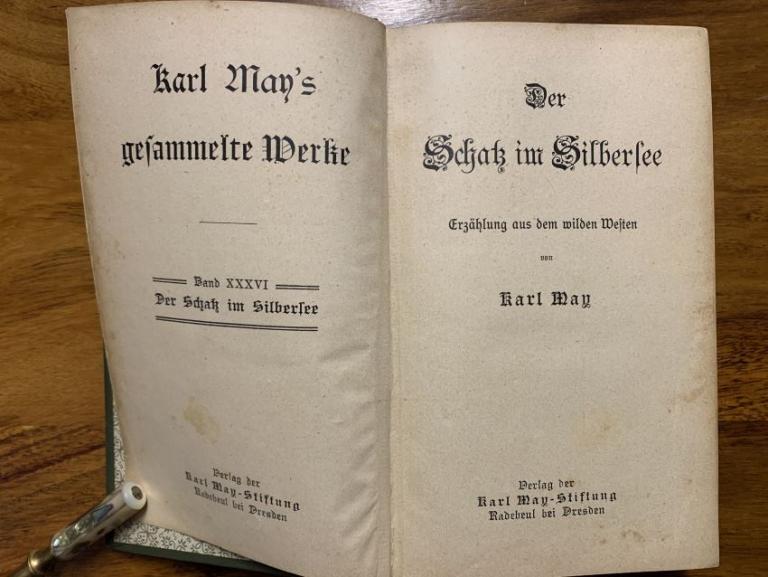 Karl May's
gesammelte Werke
Band XXXVI
Der Schatz im Silbersee
Verlag der
Karl May-Stiftung
Radebeul bei Dresden
Der
Schatz im Silbersee
Erzählung aus dem wilden Westen
von
Karl May
Verlag der
Karl May-Stiftung
Radebeul bei Dresden